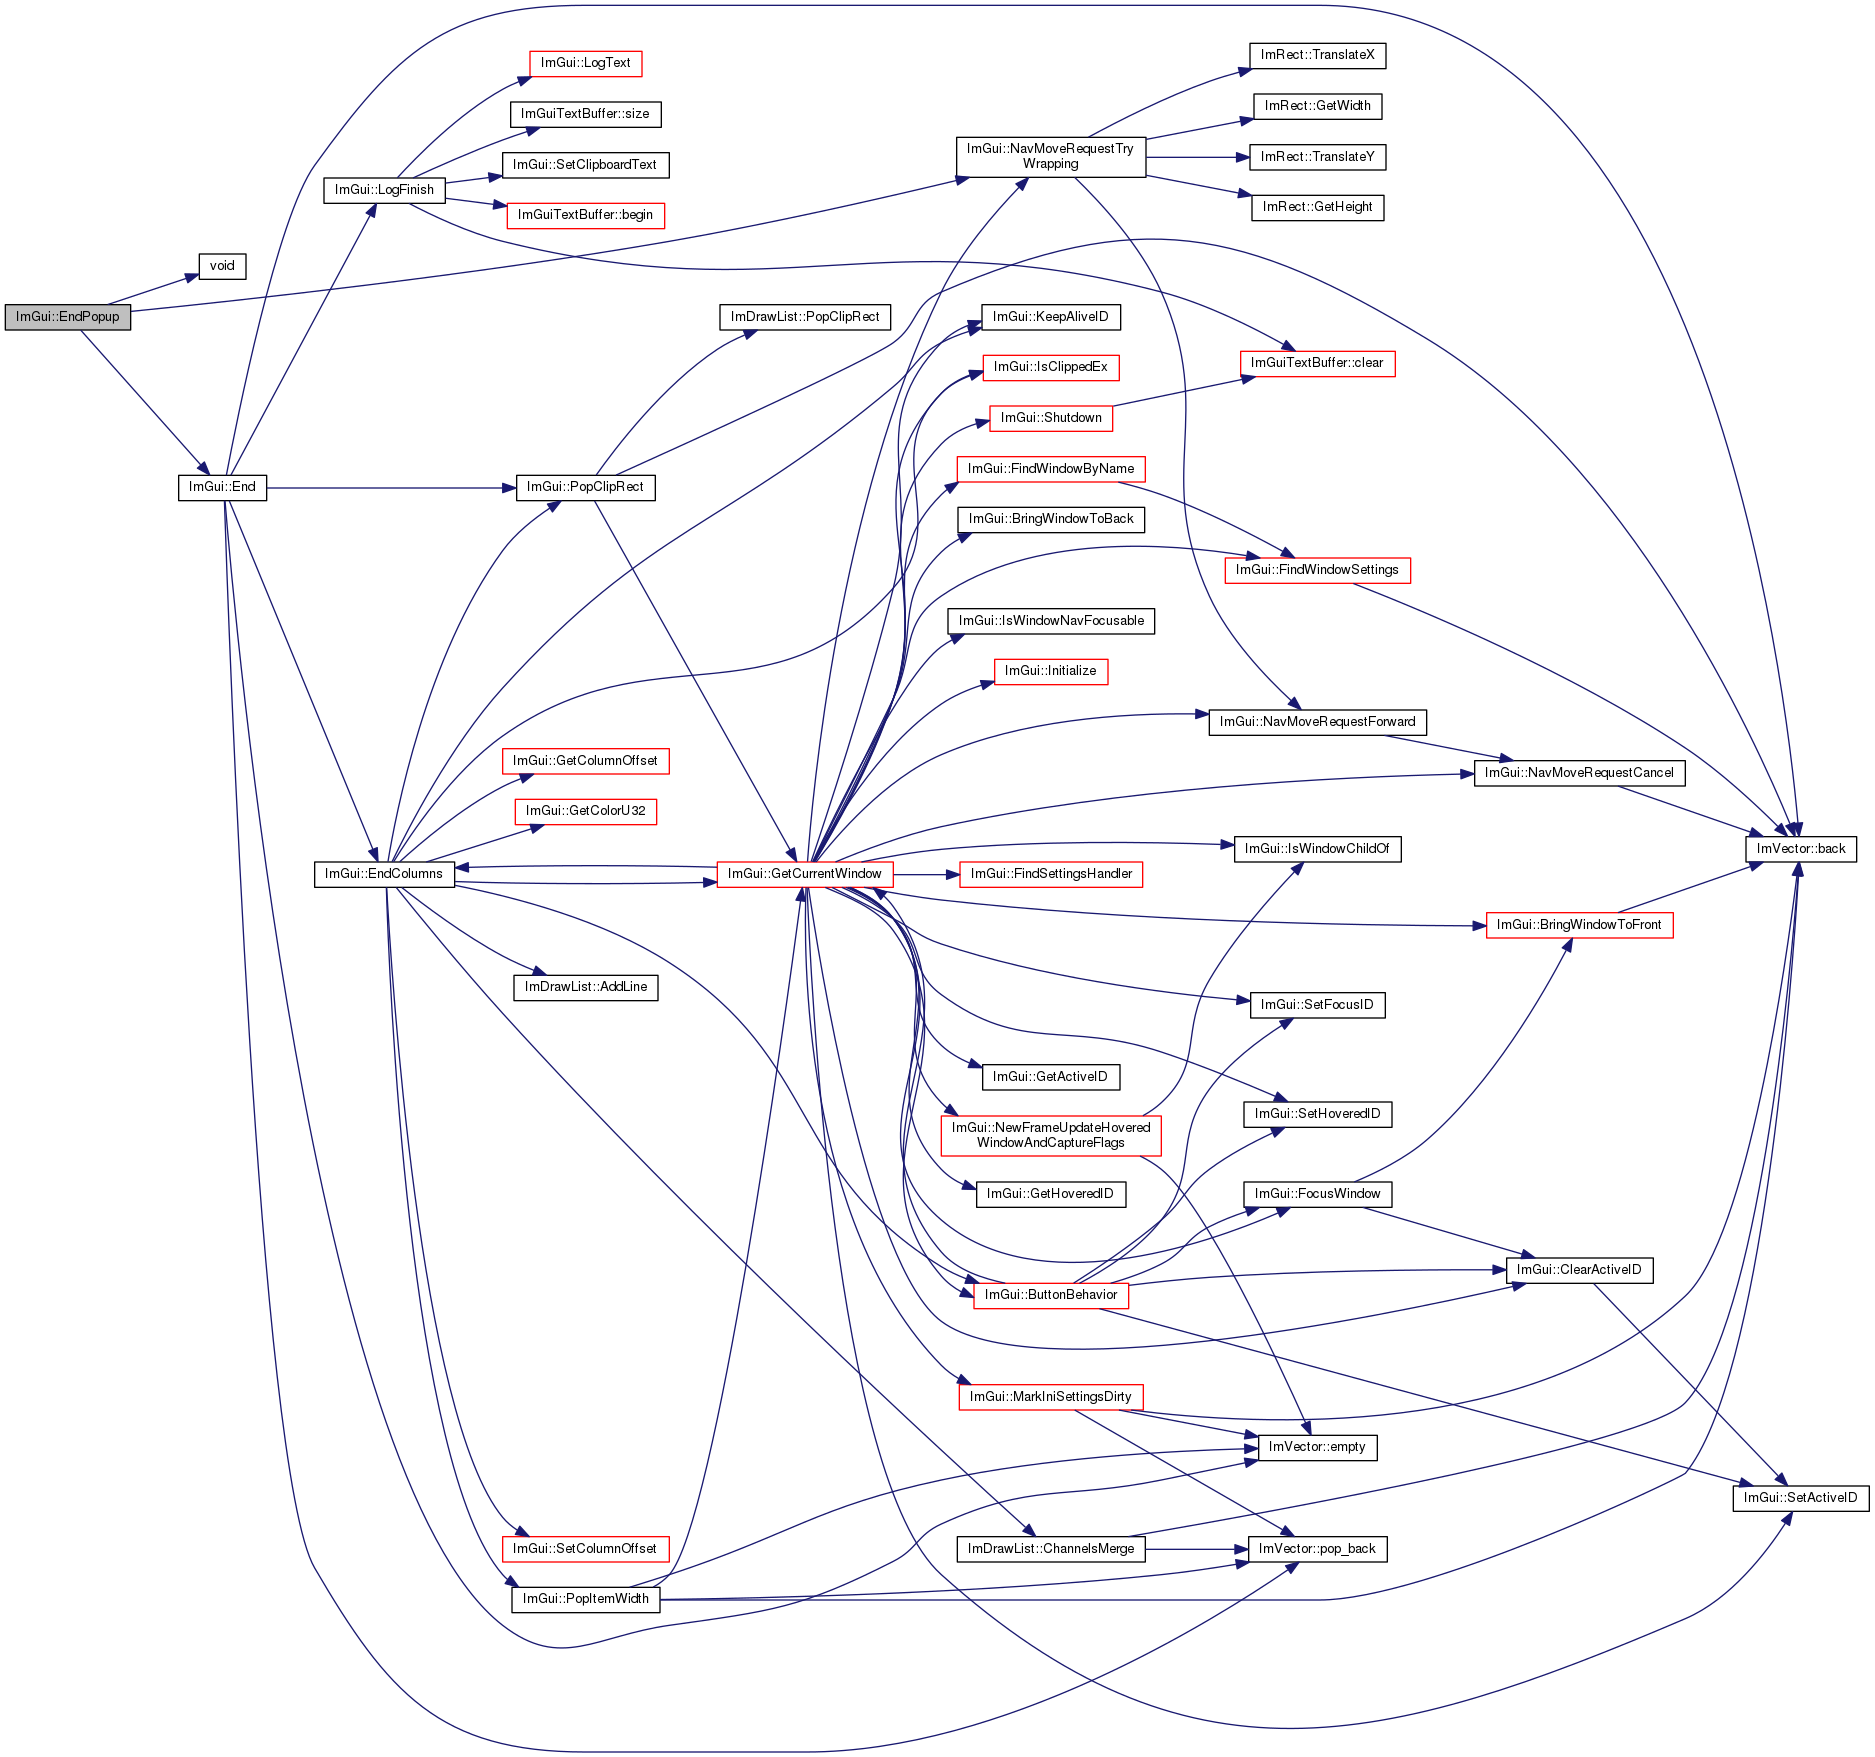 ImGui::EndPopup
void
ImGui::End
ImGui::LogFinish
ImGui::EndColumns
ImGui::LogText
ImGuiTextBuffer::size
ImGui::SetClipboardText
ImGuiTextBuffer::begin
ImGui::PopClipRect
ImGui::GetColumnOffset
ImGui::GetColorU32
ImDrawList::AddLine
ImGui::SetColumnOffset
ImGui::PopItemWidth
ImDrawList::PopClipRect
ImGui::GetCurrentWindow
ImGui::NavMoveRequestTry
Wrapping
ImGui::KeepAliveID
ImGui::IsClippedEx
ImGui::Shutdown
ImGui::FindWindowByName
ImGui::BringWindowToBack
ImGui::IsWindowNavFocusable
ImGui::Initialize
ImGui::FindSettingsHandler
ImGui::GetActiveID
ImGui::NewFrameUpdateHovered
WindowAndCaptureFlags
ImGui::GetHoveredID
ImGui::ButtonBehavior
ImGui::MarkIniSettingsDirty
ImDrawList::ChannelsMerge
ImRect::TranslateX
ImRect::GetWidth
ImRect::TranslateY
ImRect::GetHeight
ImGuiTextBuffer::clear
ImGui::FindWindowSettings
ImGui::NavMoveRequestForward
ImGui::IsWindowChildOf
ImGui::SetFocusID
ImGui::SetHoveredID
ImGui::FocusWindow
ImVector::empty
ImVector::pop_back
ImGui::NavMoveRequestCancel
ImGui::BringWindowToFront
ImGui::ClearActiveID
ImVector::back
ImGui::SetActiveID